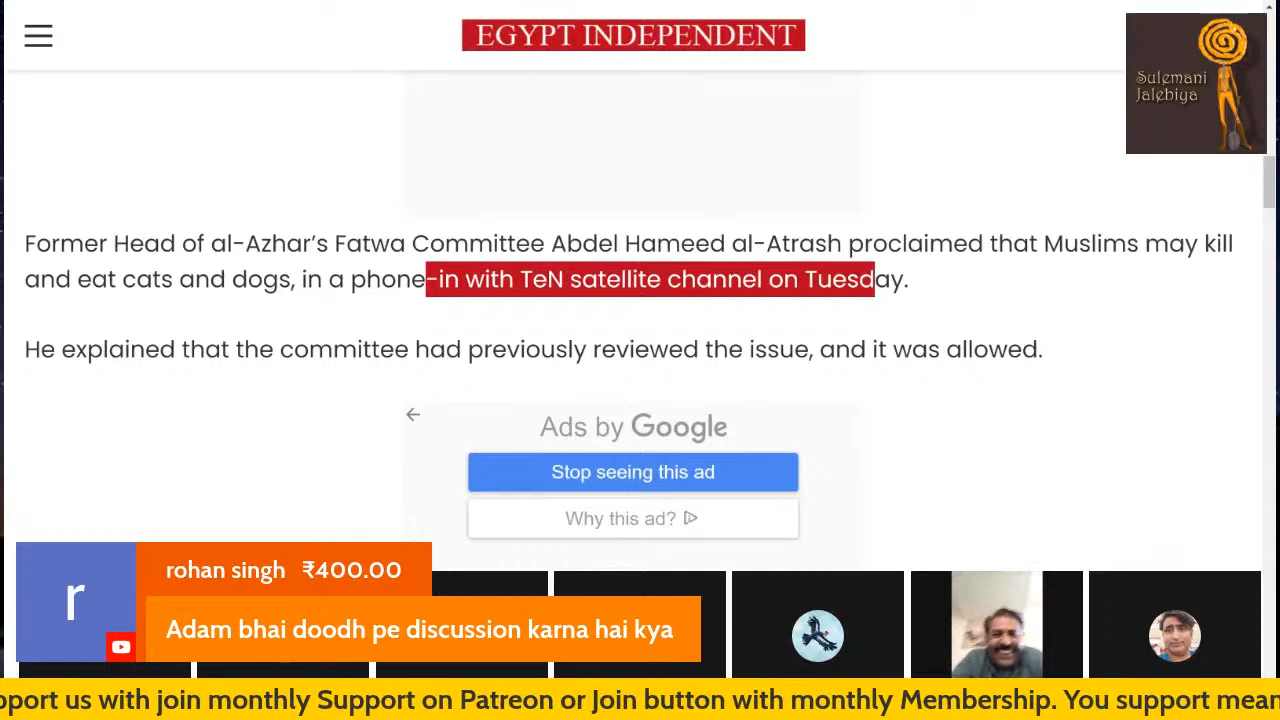 EGYPT INDEPENDENT
Sulemani
Jalebiya
Former Head of al-Azhar's Fatwa Committee Abdel Hameed al-Atrash proclaimed that Muslims may kill
and eat cats and dogs, in a phone-in with TeN satellite channel on Tuesday.
He explained that the committee had previously reviewed the issue, and it was allowed.
Ads by Google
Stop seeing this ad
Why this ad?
r
rohan singh ₹400.00
Adam bhai doodh pe discussion karna hai kya
pport us with join monthly Support on Patreon or Join button with monthly Membership. You support mean